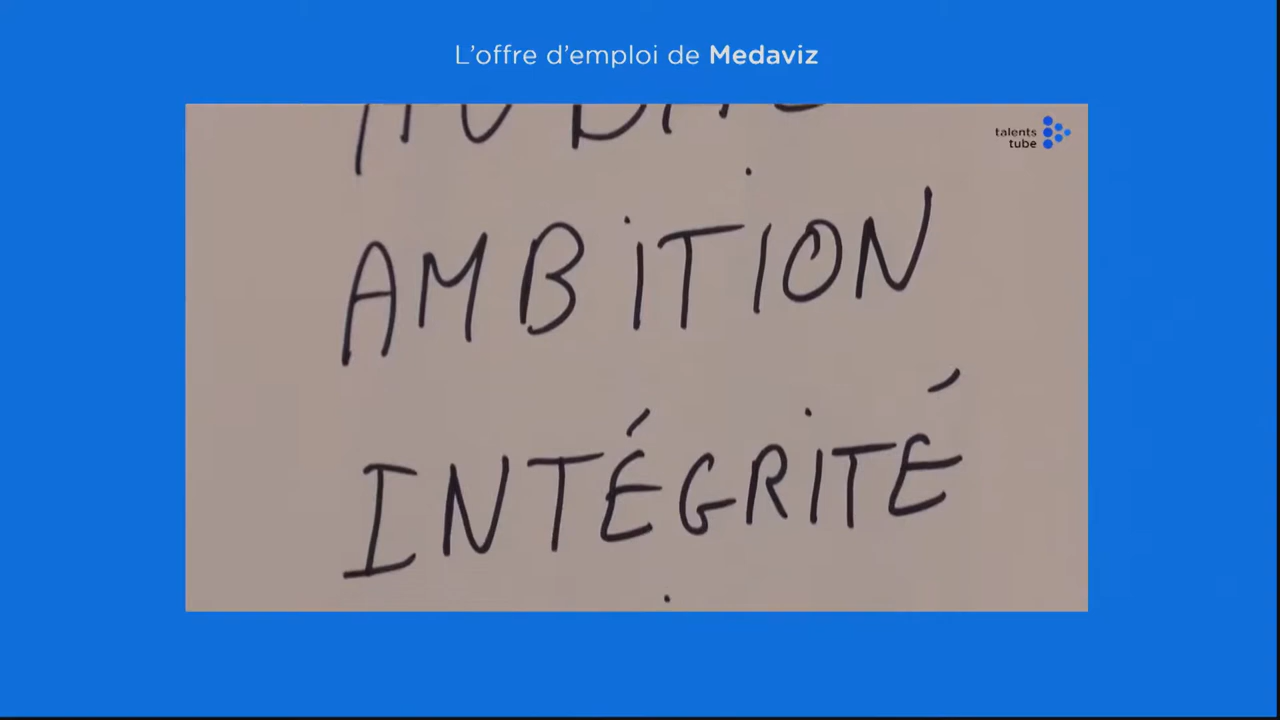 L'offre d'emploi de Medaviz
talents
tube
AMBITION
INTÉGRITÉ